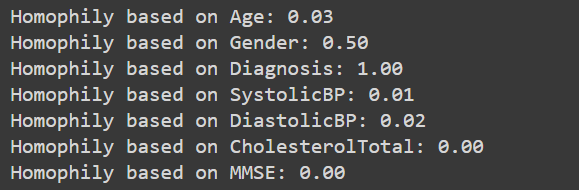 Homophily based on Age: 0.03
Homophily based on Gender: 0.50
Homophily based on Diagnosis: 1.00
Homophily based on SystolicBP: 0.01
Homophily based on DiastolicBP: 0.02
Homophily based on CholesterolTotal: 0.00
Homophily based on MMSE: 0.00